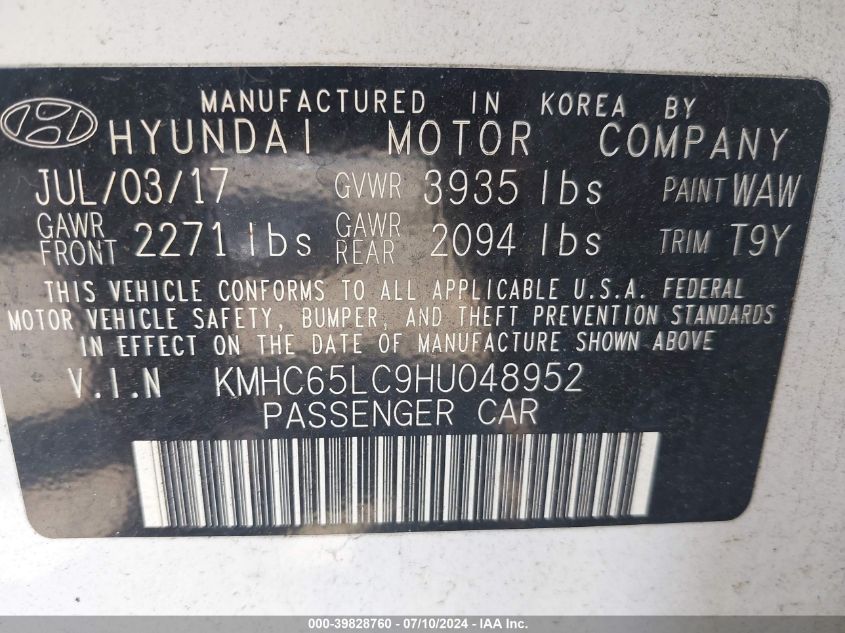 MANUFACTURED IN KOREA BY
HYUNDAI MOTOR COMPANY
JUL/03/17 GVWR 3935 lbs PAINT WAW
GAWR FRONT 2271 lbs GAWR REAR 2094 lbs TRIM T9Y
THIS VEHICLE CONFORMS TO ALL APPLICABLE U.S.A. FEDERAL
MOTOR VEHICLE SAFETY, BUMPER, AND THEFT PREVENTION STANDARDS
IN EFFECT ON THE DATE OF MANUFACTURE SHOWN ABOVE
V.I.N KMHC65LC9HU048952
PASSENGER CAR
000-39828760 - 07/10/2024 - IAA Inc.